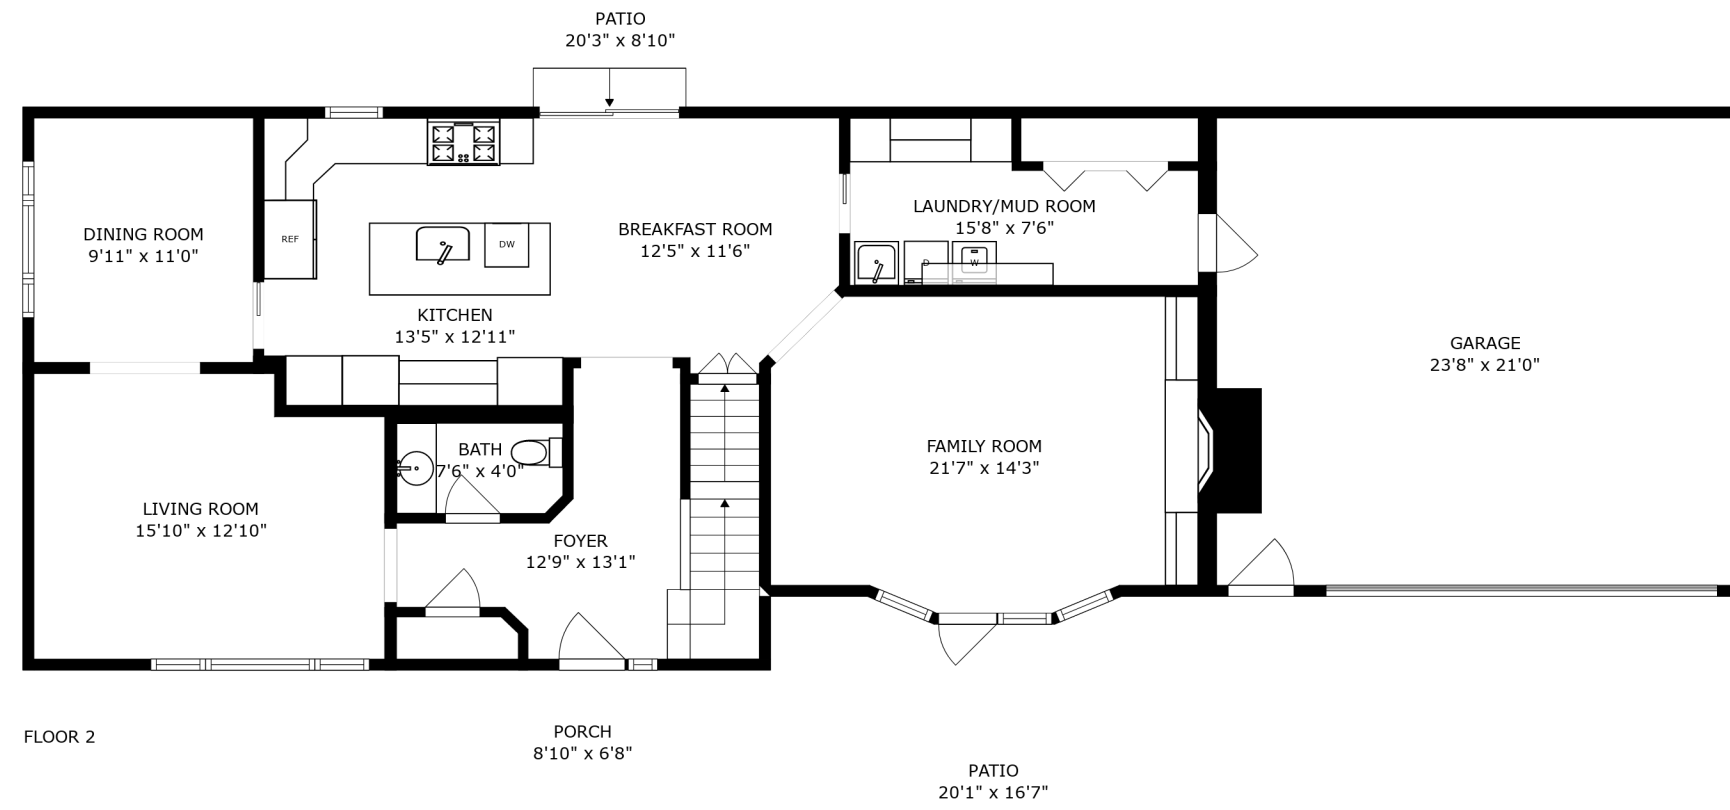 PATIO
20'3" x 8'10"
DINING ROOM
9'11" x 11'0"
REF
DW
BREAKFAST ROOM
12'5" x 11'6"
LAUNDRY/MUD ROOM
15'8" x 7'6"
D
W
KITCHEN
13'5" x 12'11"
GARAGE
23'8" x 21'0"
BATH
7'6" x 4'0"
FAMILY ROOM
21'7" x 14'3"
LIVING ROOM
15'10" x 12'10"
FOYER
12'9" x 13'1"
FLOOR 2
PORCH
8'10" x 6'8"
PATIO
20'1" x 16'7"